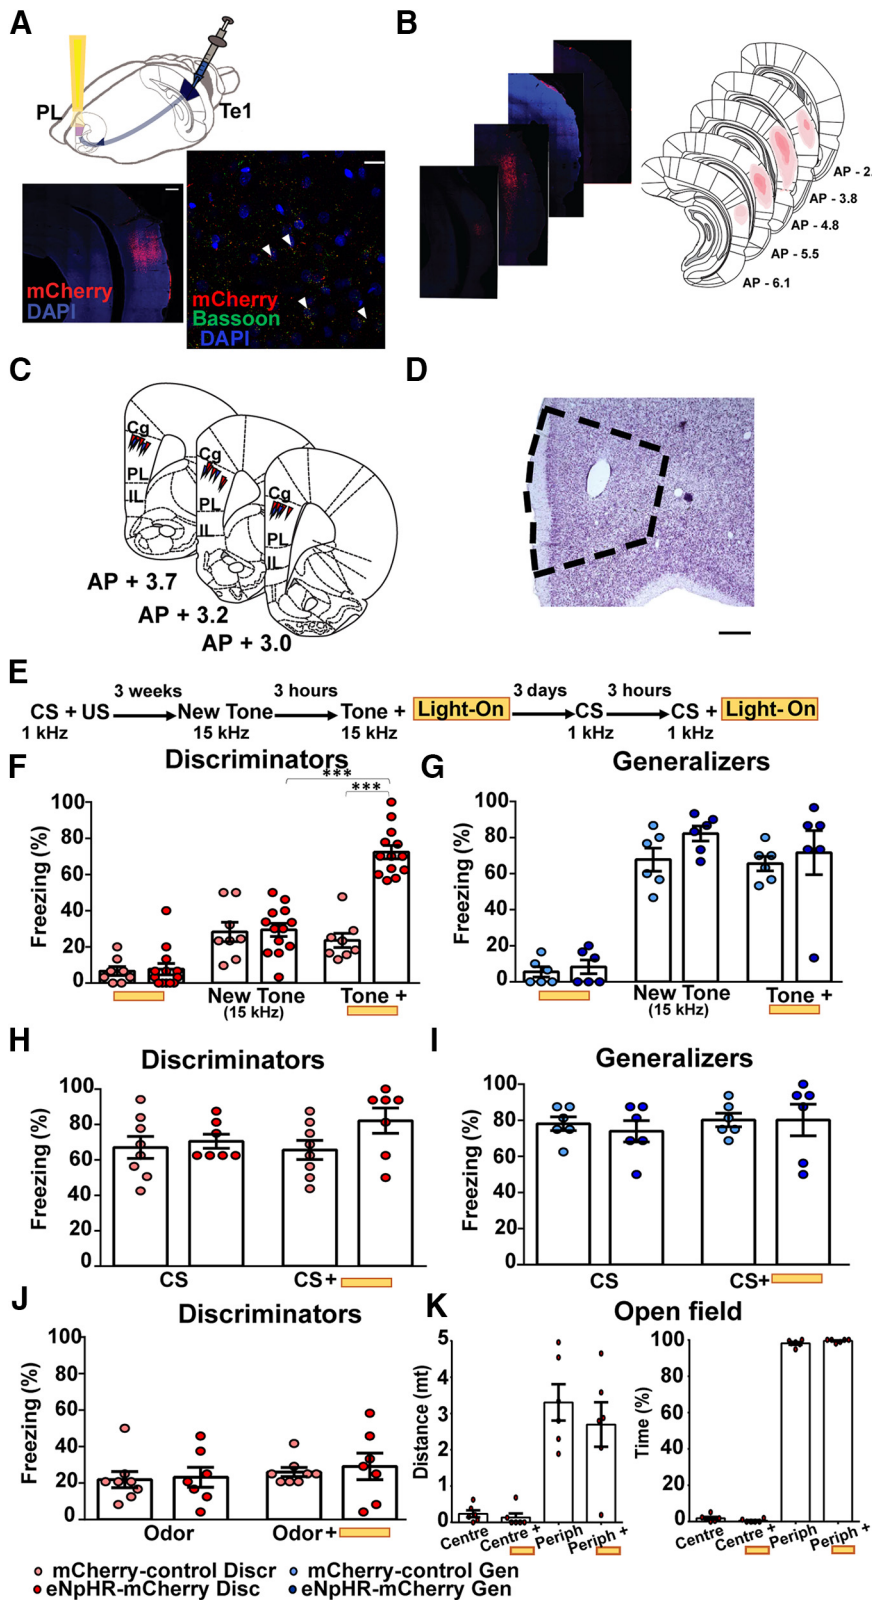 A
PL
Te1
mCherry
DAPI
mCherry
Bassoon
DAPI
B
AP - 2.
AP - 3.8
AP - 4.8
AP - 5.5
AP - 6.1
C
Cg
PL
IL
Cg
PL
IL
Cg
PL
IL
AP + 3.7
AP + 3.2
AP + 3.0
D
E
CS + US
1 kHz
3 weeks
New Tone
15 kHz
3 hours
Tone +
15 kHz
Light-On
3 days
CS
1 kHz
3 hours
CS +
1 kHz
Light- On
F
Discriminators
***
***
Freezing (%)
100
80
60
40
20
0
New Tone
(15 kHz)
Tone +
G
Generalizers
Freezing (%)
100
80
60
40
20
0
New Tone
(15 kHz)
Tone +
H
Discriminators
Freezing (%)
100
80
60
40
20
0
CS
CS +
I
Generalizers
Freezing (%)
100
80
60
40
20
0
CS
CS+
J
Discriminators
Freezing (%)
100
80
60
40
20
0
Odor
Odor+
K
Open field
Distance (mt)
5
4
3
2
1
0
Centre
Centre +
Periph
Periph +
Time (%)
100
80
60
40
20
0
Centre
Centre +
Periph
Periph +
mCherry-control Discr
mCherry-control Gen
eNpHR-mCherry Disc
eNpHR-mCherry Gen